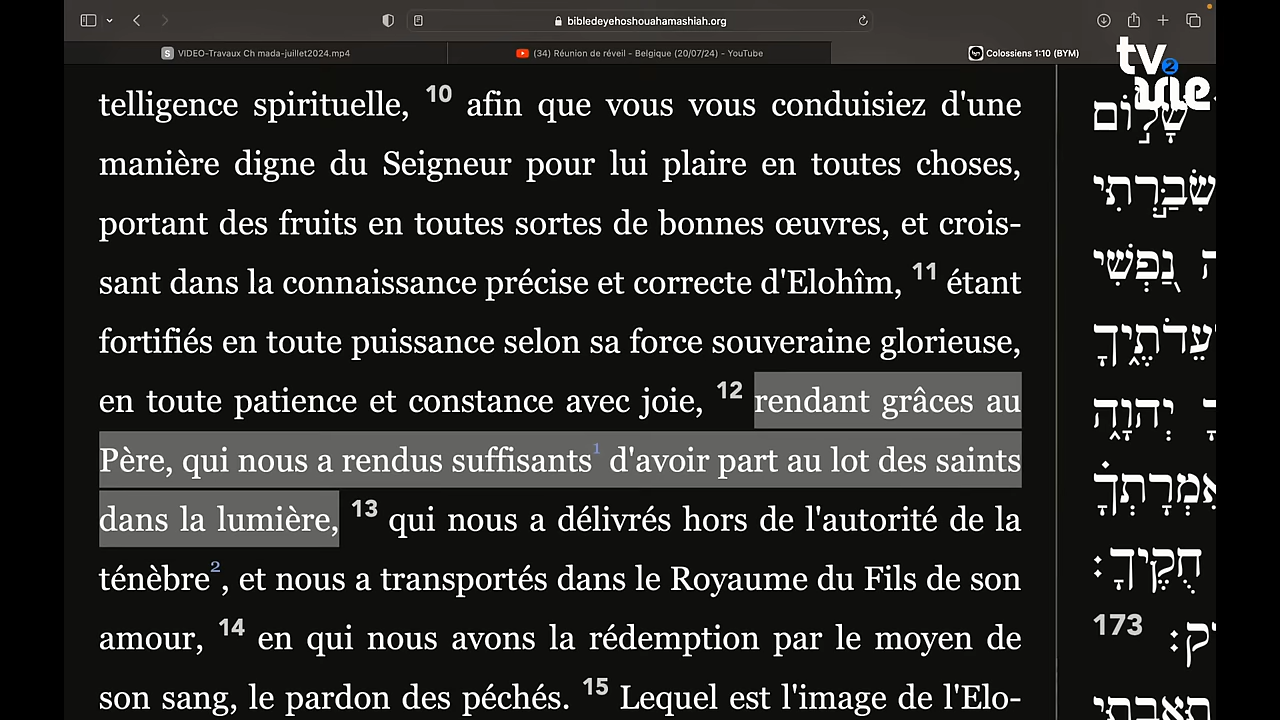 bibledeyehoshouahamashiah.org
VIDEO-Travaux Ch mada-juillet2024.mp4
(34) Réunion de réveil - Belgique (20/07/24) - YouTube
Colossiens 1:10 (BYM)
tv2vie
telligence spirituelle, 10 afin que vous vous conduisiez d'une
manière digne du Seigneur pour lui plaire en toutes choses,
portant des fruits en toutes sortes de bonnes œuvres, et crois-
sant dans la connaissance précise et correcte d'Elohîm, 11 étant
fortifiés en toute puissance selon sa force souveraine glorieuse,
en toute patience et constance avec joie, 12 rendant grâces au
Père, qui nous a rendus suffisants1 d'avoir part au lot des saints
dans la lumière, 13 qui nous a délivrés hors de l'autorité de la
ténèbre2, et nous a transportés dans le Royaume du Fils de son
amour, 14 en qui nous avons la rédemption par le moyen de
son sang, le pardon des péchés. 15 Lequel est l'image de l'Elo-
חֻקֶּיךָ׃
173